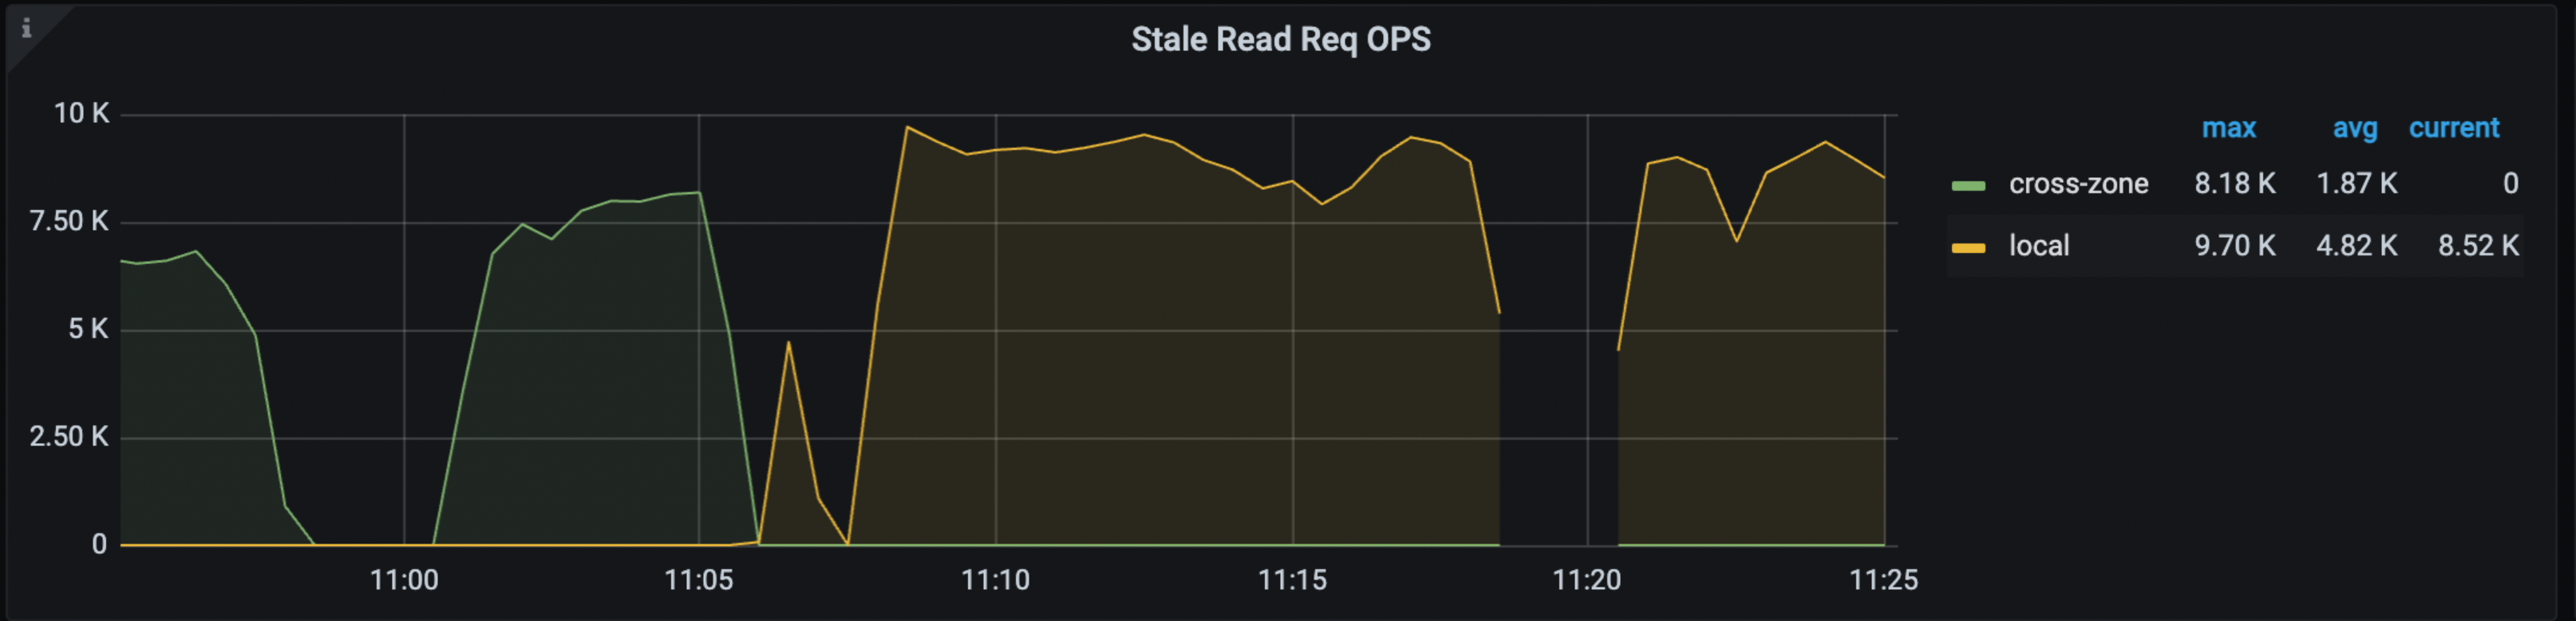 i
Stale Read Req OPS
10 K
7.50 K
5 K
2.50 K
0
11:00 11:05 11:10 11:15 11:20 11:25
max avg current
cross-zone 8.18 K 1.87 K 0
local 9.70 K 4.82 K 8.52 K